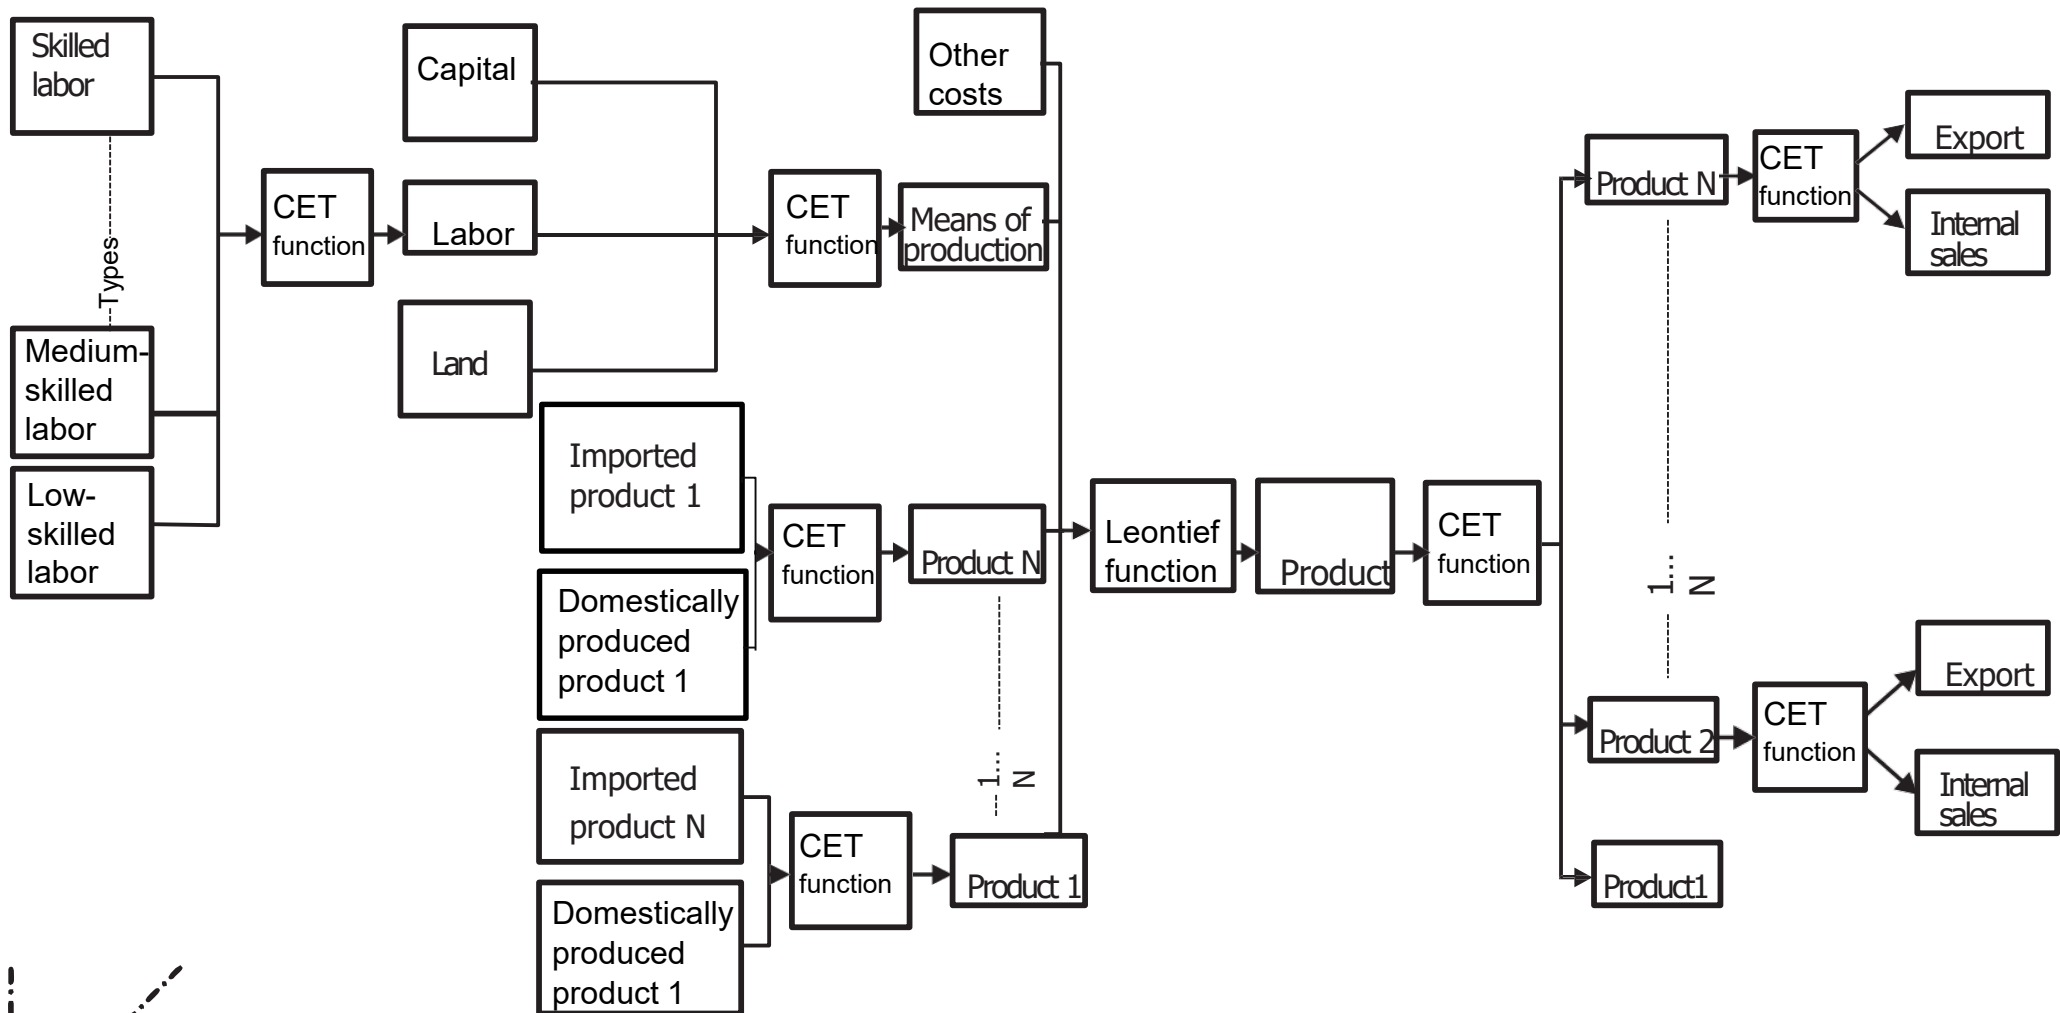 Skilled
labor
Types
Medium-
skilled
labor
Low-
skilled
labor
CET
function
Capital
Labor
Land
CET
function
Means of
production
Other
costs
Imported
product 1
Domestically
produced
product 1
CET
function
Product N
1...
N
Imported
product N
Domestically
produced
product 1
CET
function
Product 1
Leontief
function
Product
CET
function
Product N
CET
function
Export
Internal
sales
1...
N
Product 2
CET
function
Export
Internal
sales
Product1